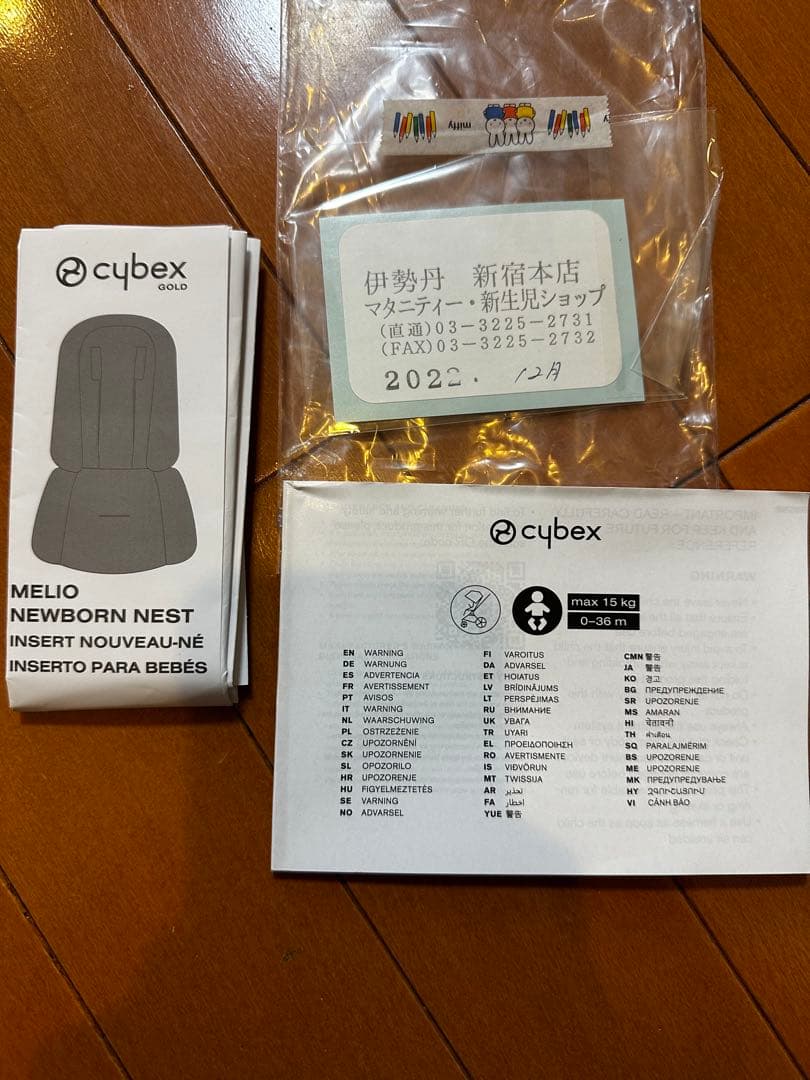 miffy
伊勢丹 新宿本店
マタニティー・新生児ショップ
(直通)03-3225-2731
(FAX)03-3225-2732
2022. 12月
cybex
GOLD
MELIO
NEWBORN NEST
INSERT NOUVEAU-NÉ
INSERTO PARA BEBÉS
cybex
max 15 kg
0-36 m
EN WARNING
DE WARNUNG
ES ADVERTENCIA
FR AVERTISSEMENT
PT AVISOS
IT WARNING
NL WAARSCHUWING
PL OSTRZEŻENIE
CZ UPOZORNĚNÍ
SK UPOZORNENIE
SL OPOZORILO
HR UPOZORENJE
HU FIGYELMEZTETÉS
SE VARNING
NO ADVARSEL
FI VAROITUS
DA ADVARSEL
ET HOIATUS
LV BRĪDINĀJUMS
LT PERSPĖJIMAS
RU ВНИМАНИЕ
UK УВАГА
TR UYARI
EL ΠΡΟΕΙΔΟΠΟΙΗΣΗ
RO AVERTISMENTE
IS VIÐVÖRUN
MT TWISSIJA
AR تحذير
FA اخطار
YUE 警告
CMN 警告
JA 警告
KO 경고
BG ПРЕДУПРЕЖДЕНИЕ
SR UPOZORENJE
MS AMARAN
HI चेतावनी
TH คำเตือน
SQ PARALAJMËRIM
BS UPOZORENJE
ME UPOZORENJE
MK ПРЕДУПРЕДУВАЊЕ
HY ԶԳՈՒՇԱՑՈՒՄ
VI CẢNH BÁO